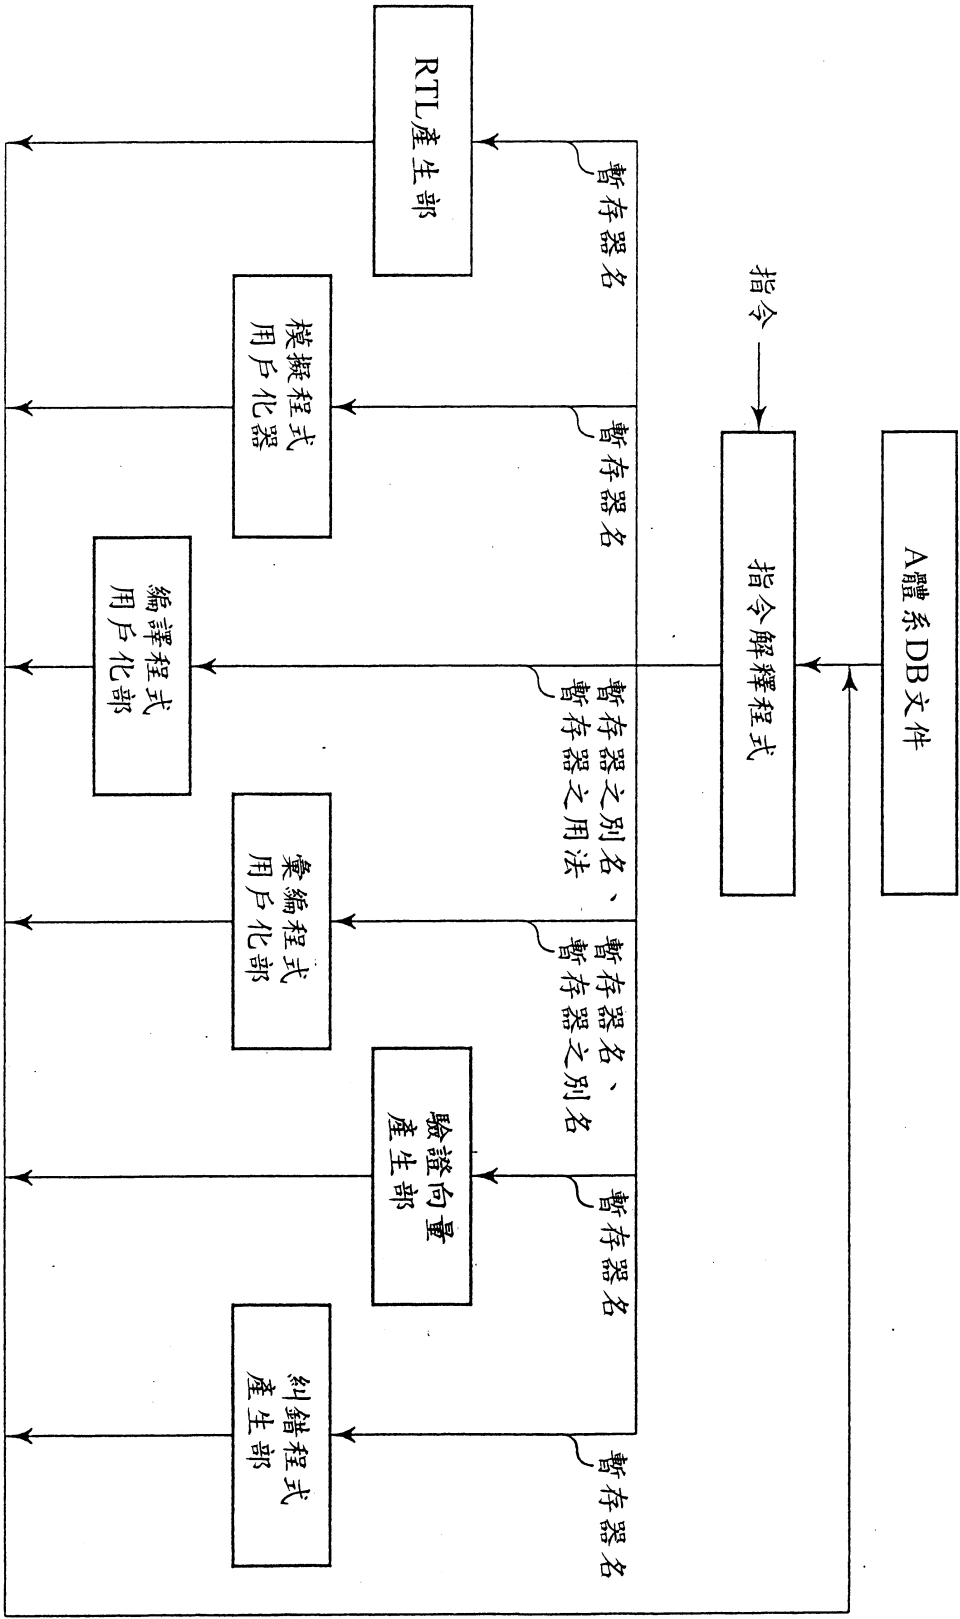 A體系DB文件
指令
指令解釋程式
暫存器名
暫存器名
暫存器之別名、
暫存器之用法
暫存器名、
暫存器之別名
暫存器名
暫存器名
RTL產生部
模擬程式
用戶化器
編譯程式
用戶化部
彙編程式
用戶化部
驗證向量
產生部
糾錯程式
產生部